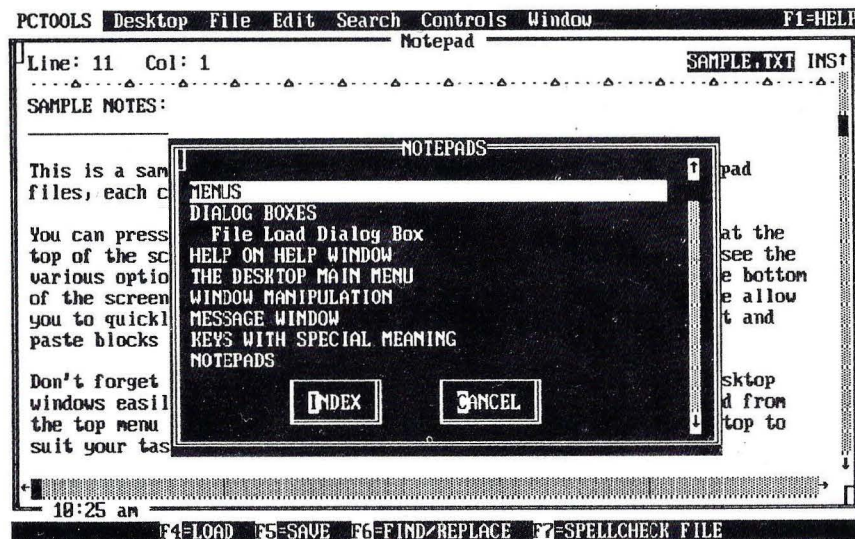 PCTOOLS Desktop File Edit Search Controls Window F1=HELP
Notepad
Line: 11 Col: 1 SAMPLE.TXT INS
SAMPLE NOTES:
NOTEPADS
This is a sam pad
files, each c MENUS
DIALOG BOXES
You can press File Load Dialog Box at the
top of the sc HELP ON HELP WINDOW see the
various optio THE DESKTOP MAIN MENU e bottom
of the screen WINDOW MANIPULATION e allow
you to quickl MESSAGE WINDOW t and
paste blocks KEYS WITH SPECIAL MEANING
NOTEPADS
Don't forget sktop
windows easil INDEX CANCEL d from
the top menu top to
suit your tas
10:25 am
F4=LOAD F5=SAVE F6=FIND/REPLACE F7=SPELLCHECK FILE